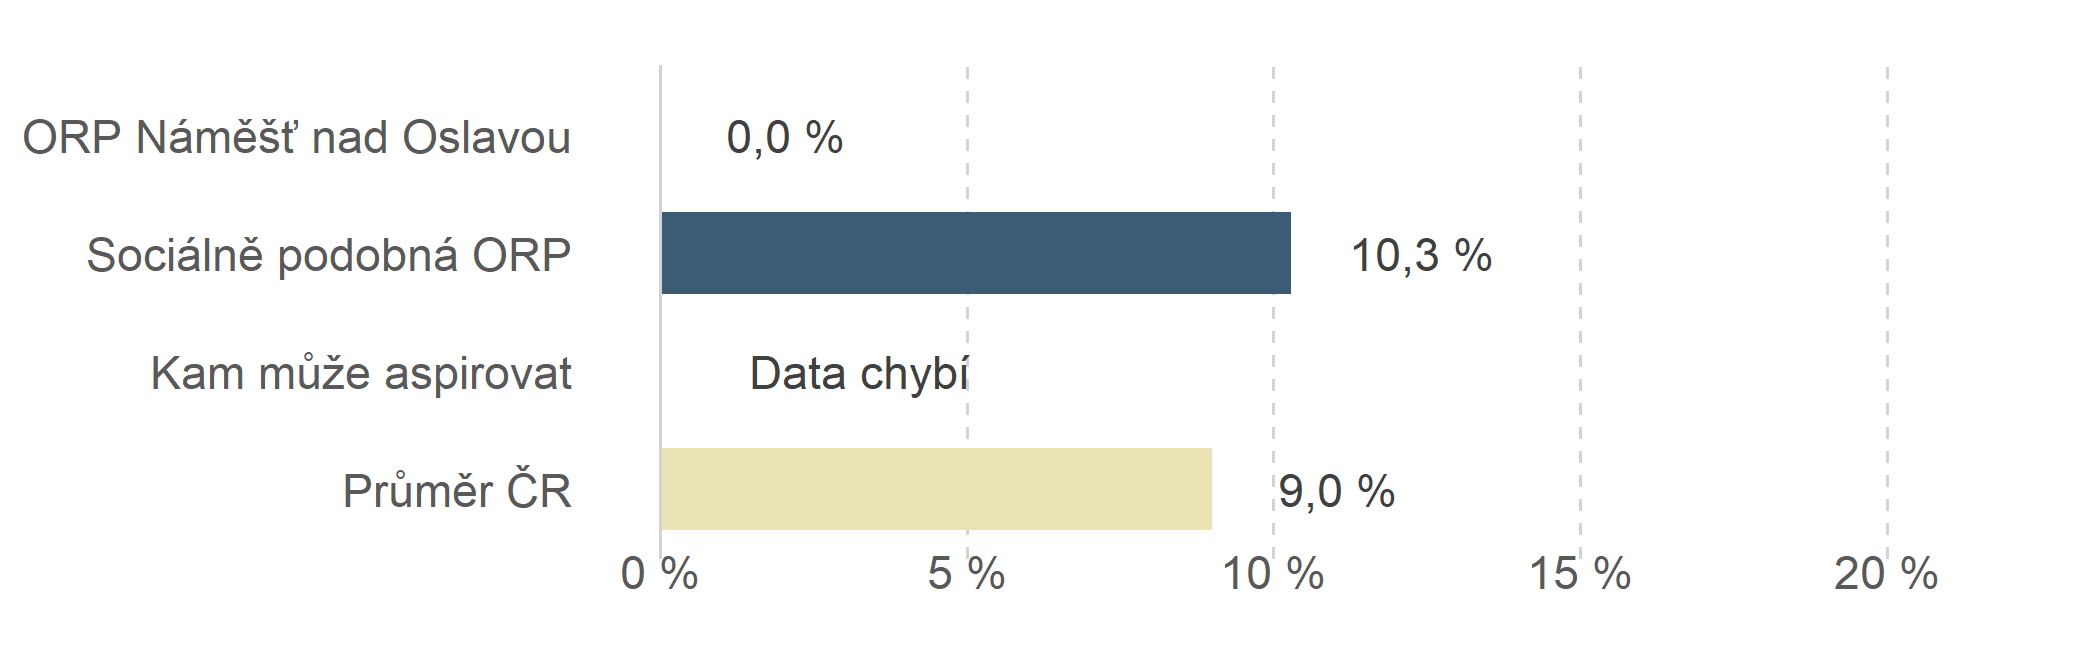 ORP Náměšť nad Oslavou
0,0 %
Sociálně podobná ORP
10,3 %
Kam může aspirovat
Data chybí
Průměr ČR
9,0 %
0 %
5 %
10 %
15 %
20 %